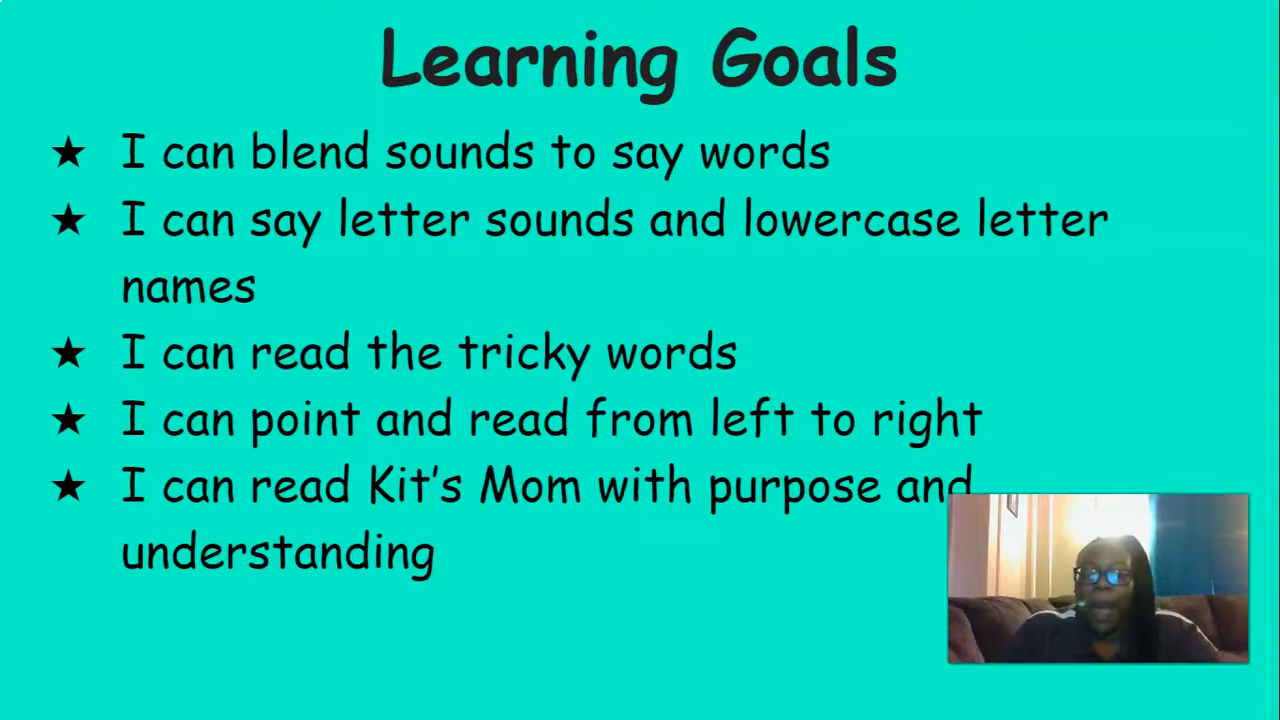 Learning Goals
★ I can blend sounds to say words
★ I can say letter sounds and lowercase letter
names
★ I can read the tricky words
★ I can point and read from left to right
★ I can read Kit's Mom with purpose and
understanding